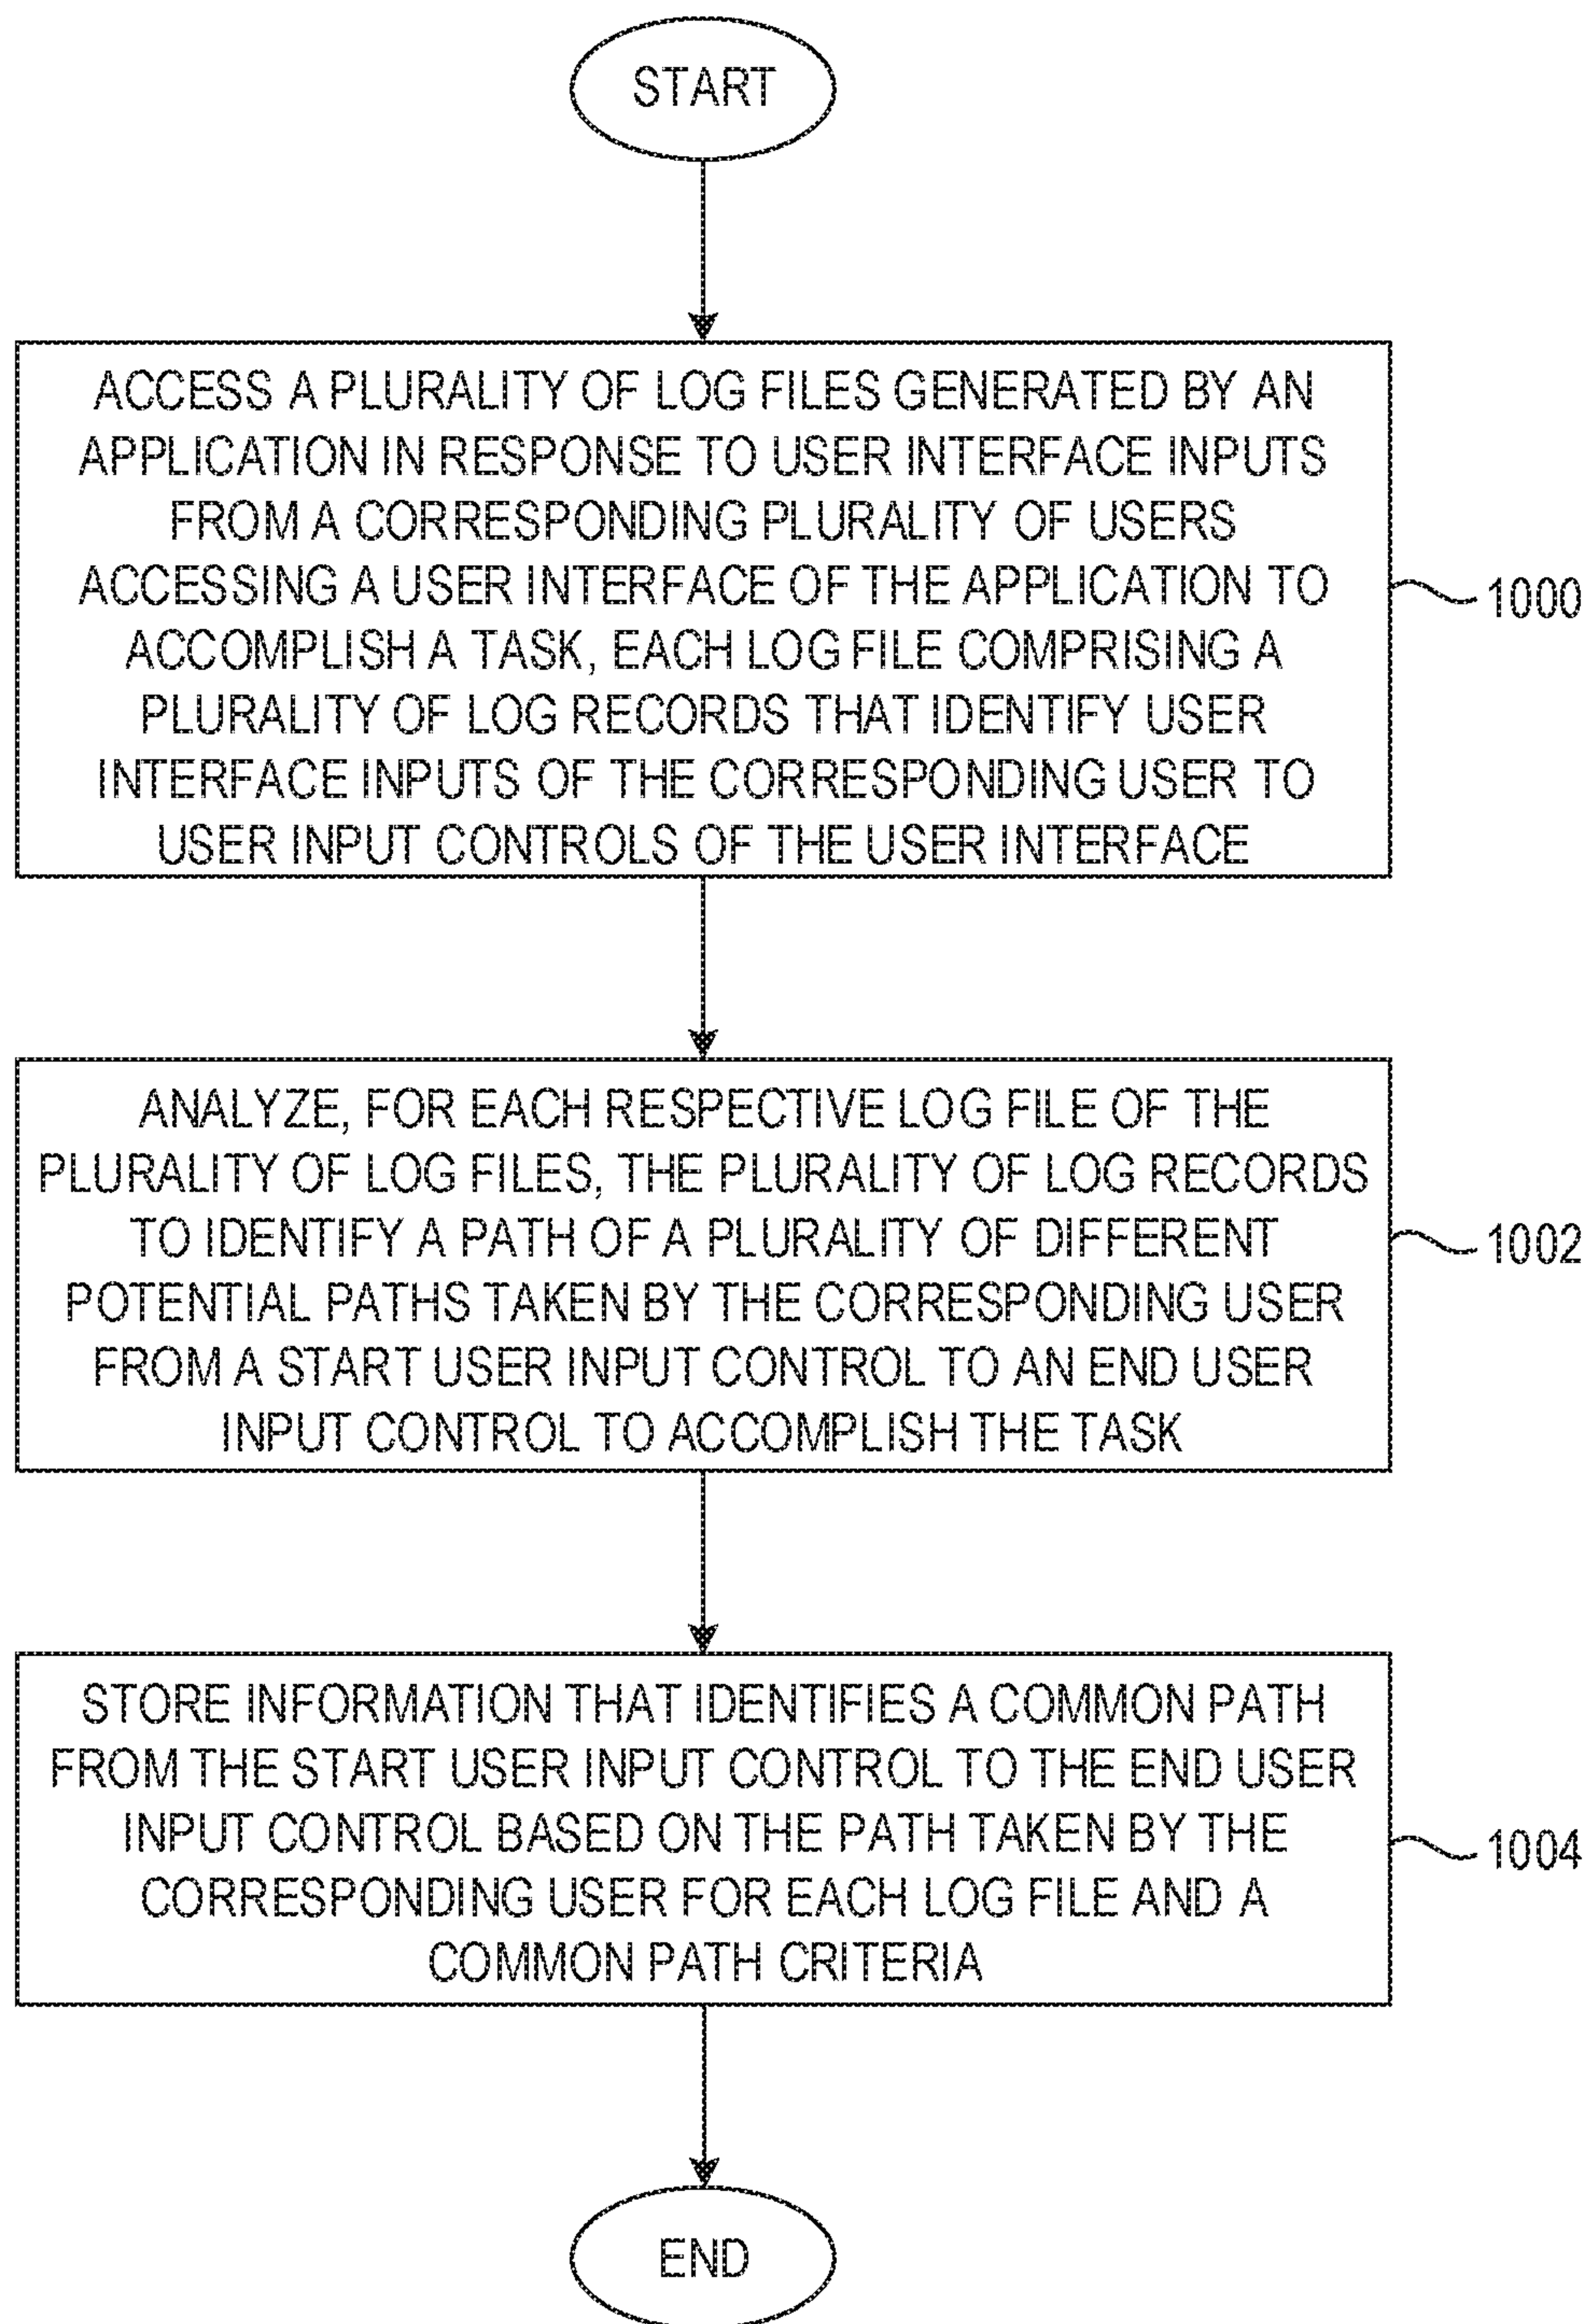 START
ACCESS A PLURALITY OF LOG FILES GENERATED BY AN
APPLICATION IN RESPONSE TO USER INTERFACE INPUTS
FROM A CORRESPONDING PLURALITY OF USERS
ACCESSING A USER INTERFACE OF THE APPLICATION TO
ACCOMPLISH A TASK, EACH LOG FILE COMPRISING A
PLURALITY OF LOG RECORDS THAT IDENTIFY USER
INTERFACE INPUTS OF THE CORRESPONDING USER TO
USER INPUT CONTROLS OF THE USER INTERFACE
1000
ANALYZE, FOR EACH RESPECTIVE LOG FILE OF THE
PLURALITY OF LOG FILES, THE PLURALITY OF LOG RECORDS
TO IDENTIFY A PATH OF A PLURALITY OF DIFFERENT
POTENTIAL PATHS TAKEN BY THE CORRESPONDING USER
FROM A START USER INPUT CONTROL TO AN END USER
INPUT CONTROL TO ACCOMPLISH THE TASK
1002
STORE INFORMATION THAT IDENTIFIES A COMMON PATH
FROM THE START USER INPUT CONTROL TO THE END USER
INPUT CONTROL BASED ON THE PATH TAKEN BY THE
CORRESPONDING USER FOR EACH LOG FILE AND A
COMMON PATH CRITERIA
1004
END